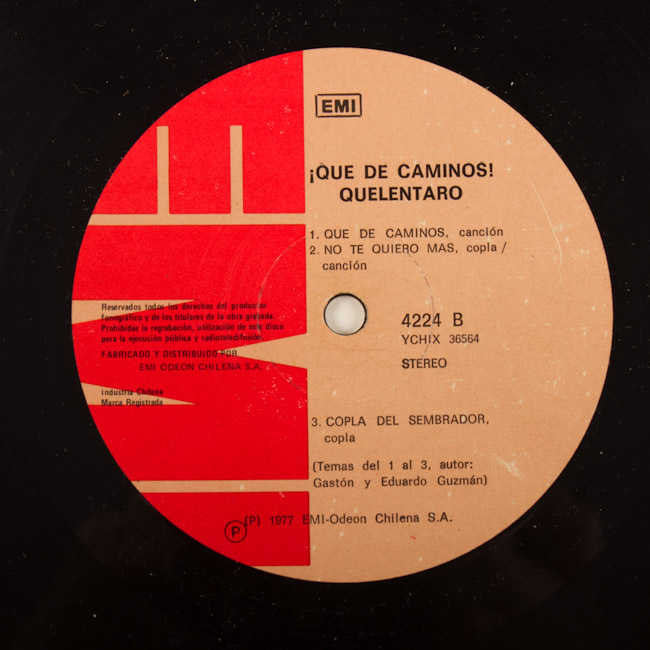 EMI
¡QUE DE CAMINOS!
QUELENTARO
1. QUE DE CAMINOS, canción
2. NO TE QUIERO MAS, copla /
canción
Reservados todos los derechos del productor
fonográfico y de los titulares de la obra grabada.
Prohibidas la regrabación, utilización de este disco
para la ejecución pública y radioteledifusión.
FABRICADO Y DISTRIBUIDO POR
EMI ODEON CHILENA S.A.
Industria Chilena
Marca Registrada
4224 B
YCHIX 36564
STEREO
3. COPLA DEL SEMBRADOR,
copla
(Temas del 1 al 3, autor:
Gastón y Eduardo Guzmán)
(P) 1977 EMI-Odeon Chilena S.A.
P